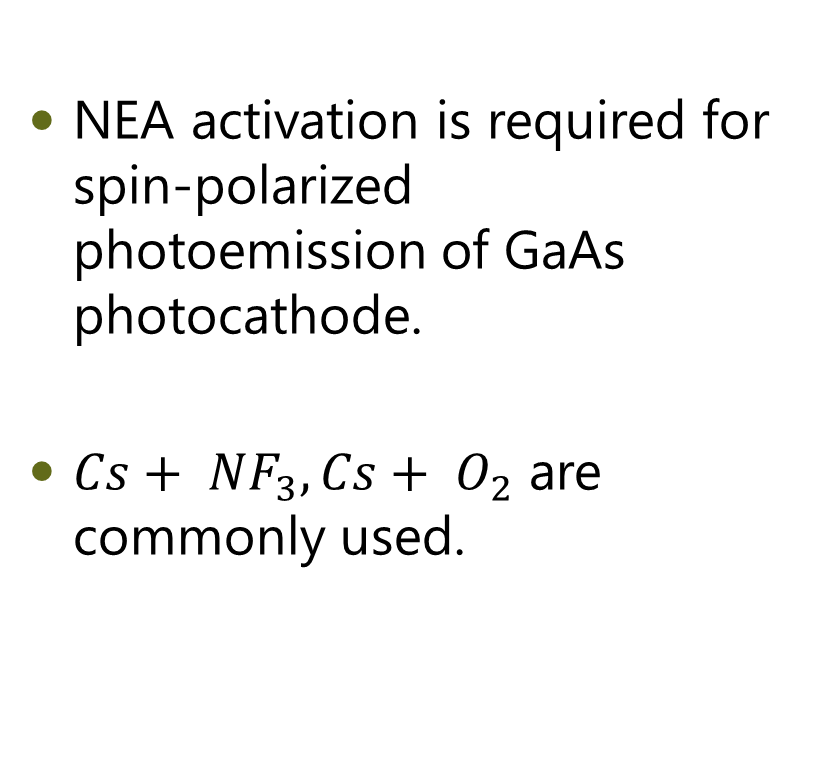 • NEA activation is required for
spin-polarized
photoemission of GaAs
photocathode.
• Cs + NF₃, Cs + O₂ are
commonly used.